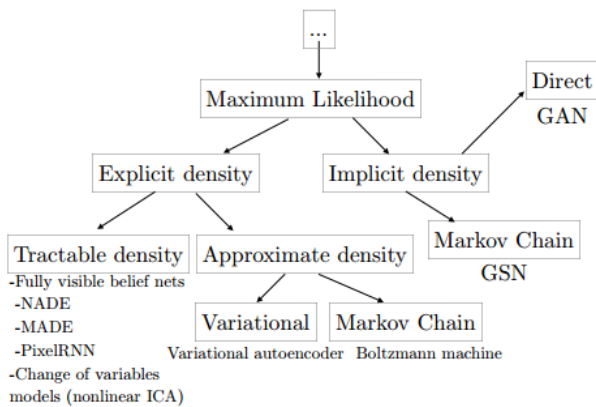 ...
Maximum Likelihood
Direct
GAN
Explicit density
Implicit density
Tractable density
-Fully visible belief nets
-NADE
-MADE
-PixelRNN
-Change of variables
models (nonlinear ICA)
Approximate density
Variational
Variational autoencoder
Markov Chain
Boltzmann machine
Markov Chain
GSN